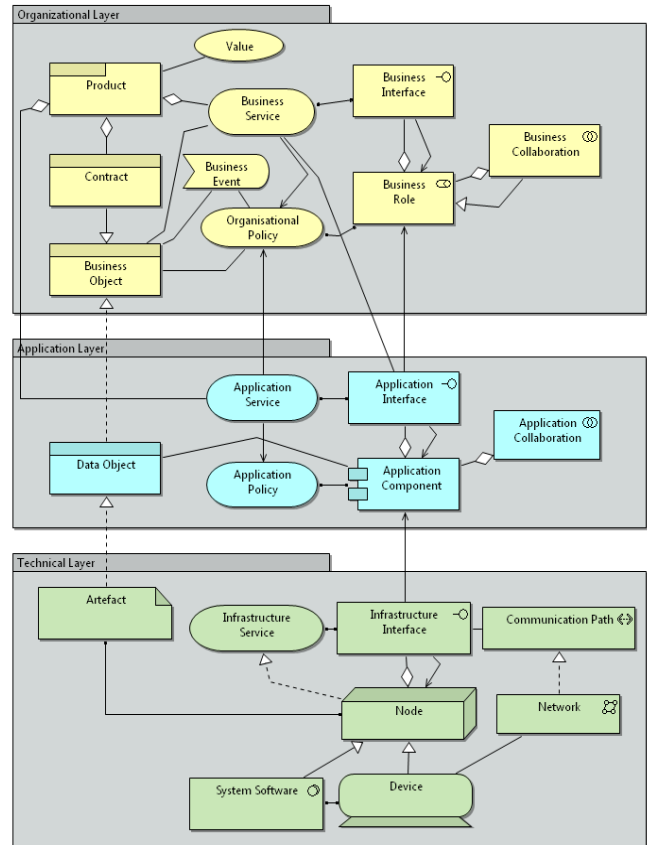 Organizational Layer
Value
Product
Business
Interface
Business
Service
Business
Collaboration
Contract
Business
Event
Business
Role
Organisational
Policy
Business
Object
Application Layer
Application
Service
Application
Interface
Application
Collaboration
Data Object
Application
Policy
Application
Component
Technical Layer
Artefact
Infrastructure
Service
Infrastructure
Interface
Communication Path
Node
Network
System Software
Device